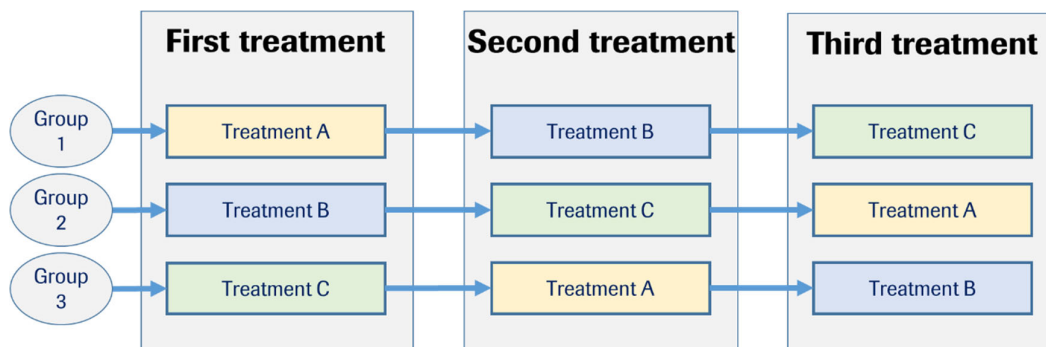 First treatment
Second treatment
Third treatment
Group
1
Treatment A
Treatment B
Treatment C
Group
2
Treatment B
Treatment C
Treatment A
Group
3
Treatment C
Treatment A
Treatment B